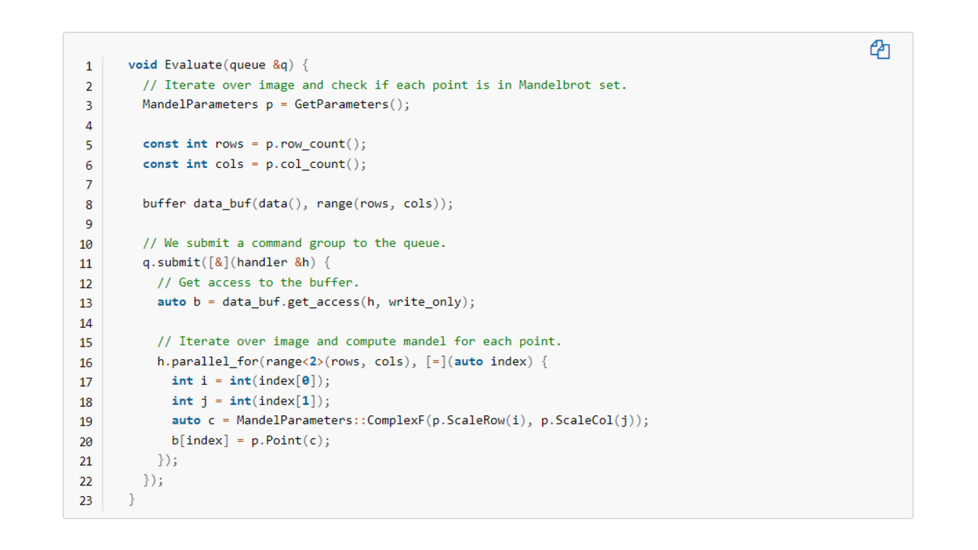 1 void Evaluate(queue &q) {
2 // Iterate over image and check if each point is in Mandelbrot set.
3 MandelParameters p = GetParameters();
4
5 const int rows = p.row_count();
6 const int cols = p.col_count();
7
8 buffer data_buf(data(), range(rows, cols));
9
10 // We submit a command group to the queue.
11 q.submit([&](handler &h) {
12 // Get access to the buffer.
13 auto b = data_buf.get_access(h, write_only);
14
15 // Iterate over image and compute mandel for each point.
16 h.parallel_for(range<2>(rows, cols), [=](auto index) {
17 int i = int(index[0]);
18 int j = int(index[1]);
19 auto c = MandelParameters::ComplexF(p.ScaleRow(i), p.ScaleCol(j));
20 b[index] = p.Point(c);
21 });
22 });
23 }